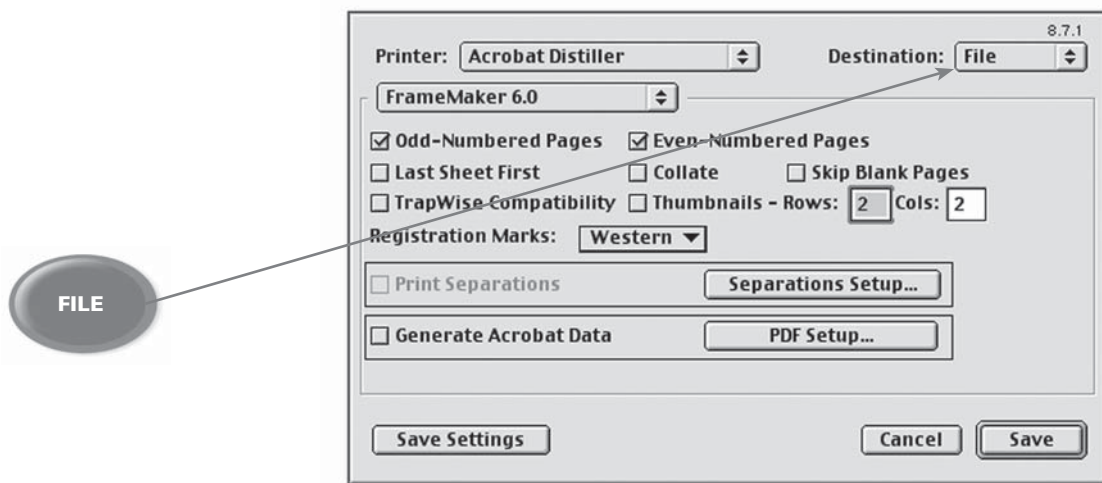 8.7.1
Printer: Acrobat Distiller Destination: File
FrameMaker 6.0
Odd-Numbered Pages Even-Numbered Pages
Last Sheet First Collate Skip Blank Pages
TrapWise Compatibility Thumbnails - Rows: 2 Cols: 2
Registration Marks: Western
Print Separations Separations Setup...
FILE
Generate Acrobat Data PDF Setup...
Save Settings Cancel Save